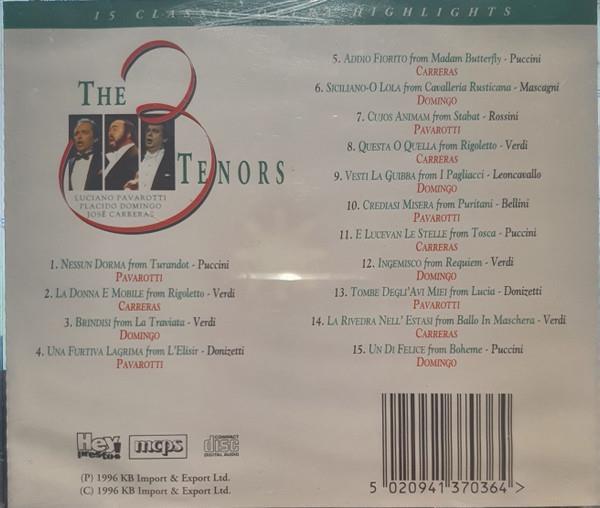 15 CLASSIC HIGHLIGHTS
THE 3 TENORS
LUCIANO PAVAROTTI
PLACIDO DOMINGO
JOSÉ CARRERAS
1. NESSUN DORMA from Turandot - Puccini
PAVAROTTI
2. LA DONNA E MOBILE from Rigoletto - Verdi
CARRERAS
3. BRINDISI from La Traviata - Verdi
DOMINGO
4. UNA FURTIVA LAGRIMA from L'Elisir - Donizetti
PAVAROTTI
5. ADDIO FIORITO from Madam Butterfly - Puccini
CARRERAS
6. SICILIANO-O LOLA from Cavalleria Rusticana - Mascagni
DOMINGO
7. CUJOS ANIMAM from Stabat - Rossini
PAVAROTTI
8. QUESTA O QUELLA from Rigoletto - Verdi
CARRERAS
9. VESTI LA GUIBBA from I Pagliacci - Leoncavallo
DOMINGO
10. CREDIASI MISERA from Puritani - Bellini
PAVAROTTI
11. E LUCEVAN LE STELLE from Tosca - Puccini
CARRERAS
12. INGEMISCO from Requiem - Verdi
DOMINGO
13. TOMBE DEGL'AVI MIEI from Lucia - Donizetti
PAVAROTTI
14. LA RIVEDRA NELL' ESTASI from Ballo In Maschera - Verdi
CARRERAS
15. UN DI FELICE from Boheme - Puccini
DOMINGO
Hey presto!
mcps
COMPACT disc DIGITAL AUDIO
(P) 1996 KB Import & Export Ltd.
(C) 1996 KB Import & Export Ltd.
5 020941 370364 >